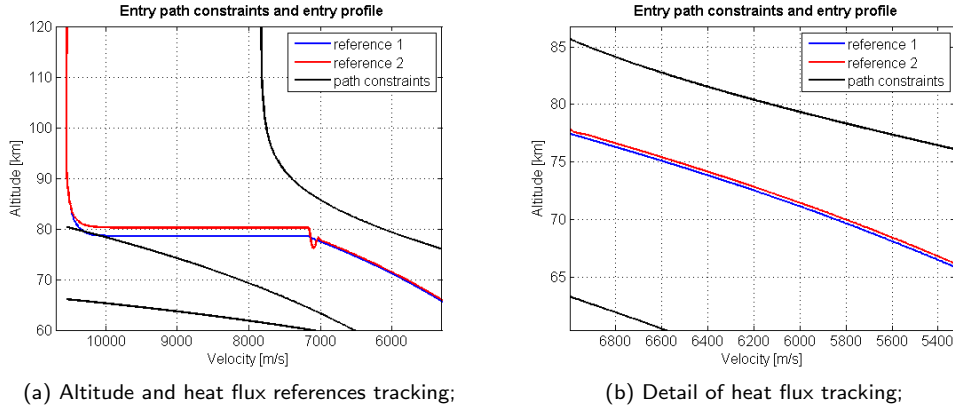 Entry path constraints and entry profile
120
110
100
90
80
70
60
Altitude [km]
10000 9000 8000 7000 6000
Velocity [m/s]
reference 1
reference 2
path constraints
(a) Altitude and heat flux references tracking;
Entry path constraints and entry profile
85
80
75
70
65
Altitude [km]
6800 6600 6400 6200 6000 5800 5600 5400
Velocity [m/s]
reference 1
reference 2
path constraints
(b) Detail of heat flux tracking;